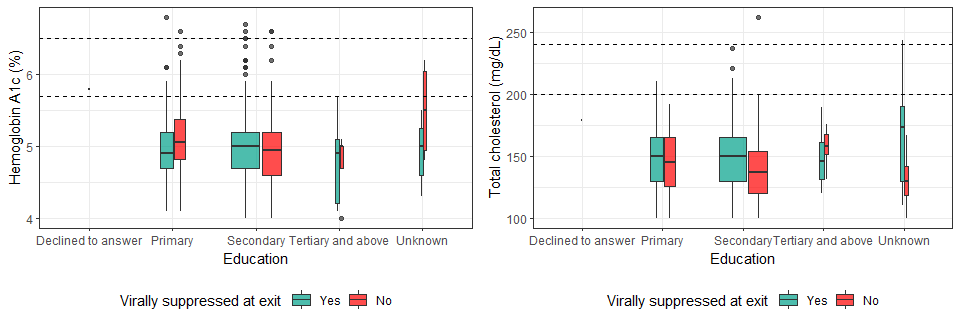 Hemoglobin A1c (%)
6
5
4
Declined to answer Primary Secondary Tertiary and above Unknown
Education
Virally suppressed at exit Yes No
Total cholesterol (mg/dL)
250
200
150
100
Declined to answer Primary Secondary Tertiary and above Unknown
Education
Virally suppressed at exit Yes No